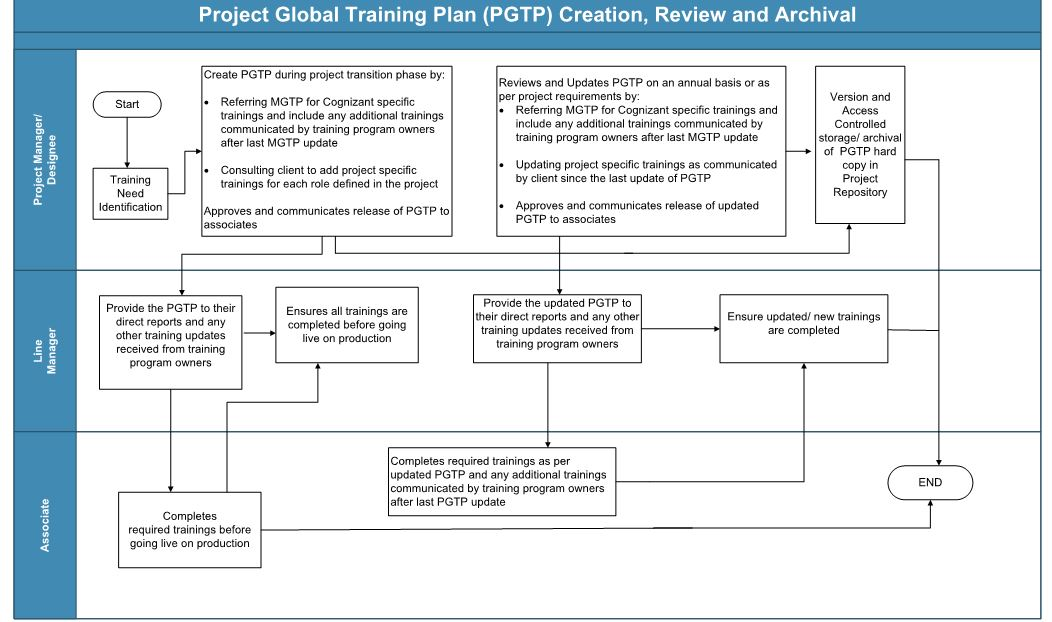 Project Global Training Plan (PGTP) Creation, Review and Archival
Project Manager/
Designee
Start
Training
Need
Identification
Create PGTP during project transition phase by:
• Referring MGTP for Cognizant specific
trainings and include any additional trainings
communicated by training program owners
after last MGTP update
• Consulting client to add project specific
trainings for each role defined in the project
Approves and communicates release of PGTP to
associates
Reviews and Updates PGTP on an annual basis or as
per project requirements by:
• Referring MGTP for Cognizant specific trainings and
include any additional trainings communicated by
training program owners after last MGTP update
• Updating project specific trainings as communicated
by client since the last update of PGTP
• Approves and communicates release of updated
PGTP to associates
Version and
Access
Controlled
storage/ archival
of PGTP hard
copy in
Project
Repository
Line
Manager
Provide the PGTP to their
direct reports and any
other training updates
received from training
program owners
Ensures all trainings are
completed before going
live on production
Provide the updated PGTP to
their direct reports and any other
training updates received from
training program owners
Ensure updated/ new trainings
are completed
Associate
Completes
required trainings before
going live on production
Completes required trainings as per
updated PGTP and any additional trainings
communicated by training program owners
after last PGTP update
END